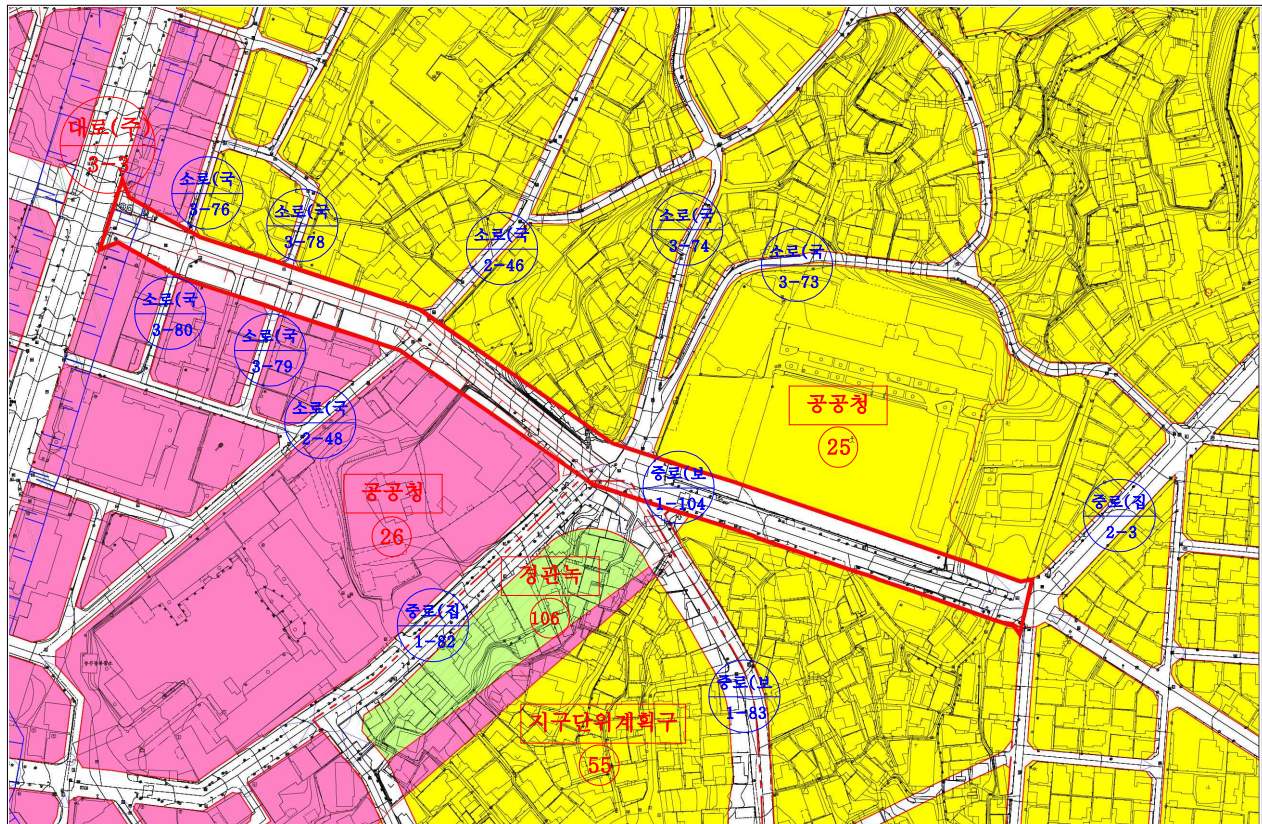 대로(주)
3-3
소로(국
3-76
소로(국
3-78
소로(국
2-46
소로(국
3-74
소로(국
3-73
소로(국
3-80
소로(국
3-79
소로(국
2-48
공공청
25
공공청
26
중로(보
1-104
중로(집
2-3
경관녹
106
중로(집
1-82
중로(보
1-83
지구단위계획구
55